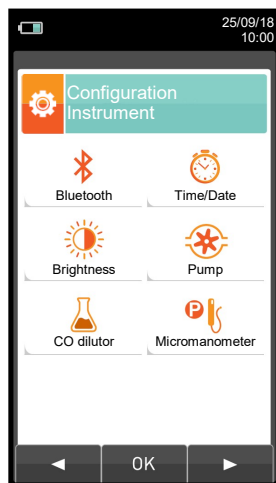 25/09/18
10:00
Configuration
Instrument
Bluetooth
Time/Date
Brightness
Pump
CO dilutor
P
Micromanometer
OK